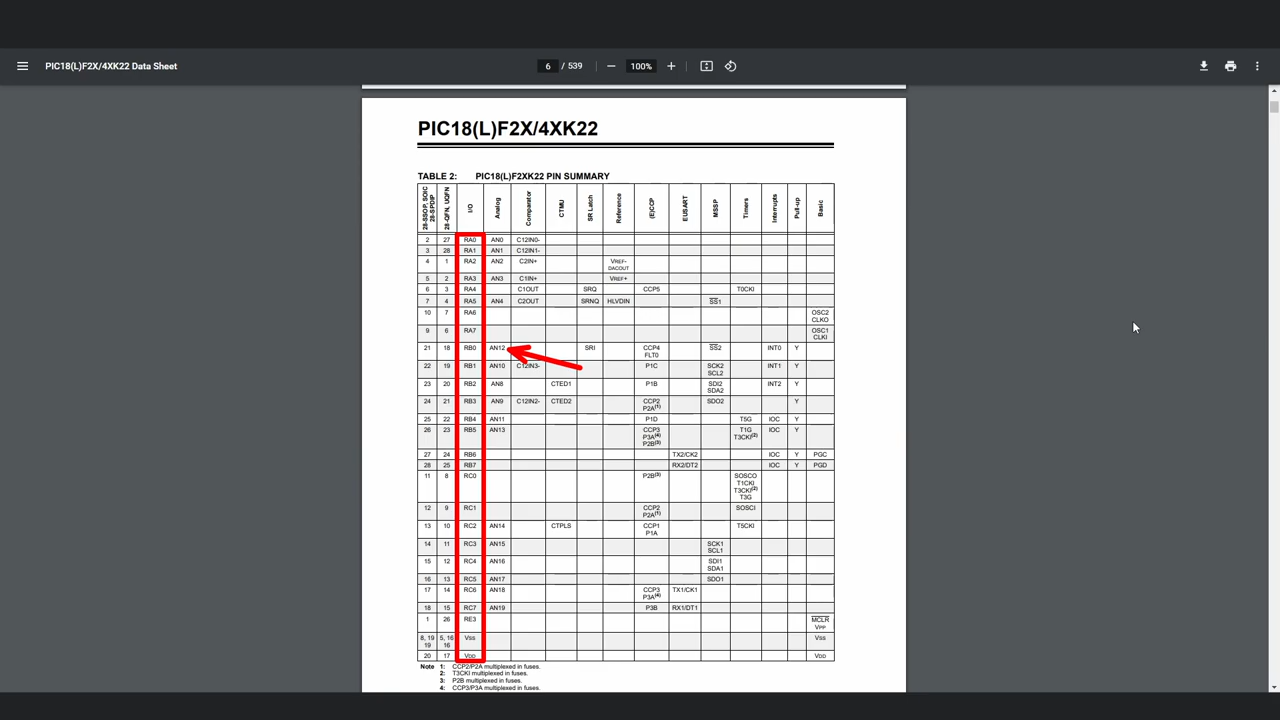 PIC18(L)F2X/4XK22 Data Sheet
6 / 539
100%
PIC18(L)F2X/4XK22
TABLE 2: PIC18(L)F2XK22 PIN SUMMARY
28-SSOP, SOIC 28-SPDIP 28-QFN, UQFN I/O Analog Comparator CTMU SR Latch Reference (E)CCP EUSART MSSP Timers Interrupts Pull-up Basic
2 27 RA0 AN0 C12IN0-
3 28 RA1 AN1 C12IN1-
4 1 RA2 AN2 C2IN+ VREF- DACOUT
5 2 RA3 AN3 C1IN+ VREF+
6 3 RA4 C1OUT SRQ CCP5 T0CKI
7 4 RA5 AN4 C2OUT SRNQ HLVDIN SS1
10 7 RA6 OSC2 CLKO
9 6 RA7 OSC1 CLKI
21 18 RB0 AN12 SRI CCP4 FLT0 SS2 INT0 Y
22 19 RB1 AN10 C12IN3- P1C SCK2 SCL2 INT1 Y
23 20 RB2 AN8 CTED1 P1B SDI2 SDA2 INT2 Y
24 21 RB3 AN9 C12IN2- CTED2 CCP2 P2A(1) SDO2 Y
25 22 RB4 AN11 P1D T5G IOC Y
26 23 RB5 AN13 CCP3 P3A(4) P2B(3) T1G T3CKI(2) IOC Y
27 24 RB6 TX2/CK2 IOC Y PGC
28 25 RB7 RX2/DT2 IOC Y PGD
11 8 RC0 P2B(3) SOSCO T1CKI T3CKI(2) T3G
12 9 RC1 CCP2 P2A(1) SOSCI
13 10 RC2 AN14 CTPLS CCP1 P1A T5CKI
14 11 RC3 AN15 SCK1 SCL1
15 12 RC4 AN16 SDI1 SDA1
16 13 RC5 AN17 SDO1
17 14 RC6 AN18 CCP3 P3A(4) TX1/CK1
18 15 RC7 AN19 P3B RX1/DT1
1 26 RE3 MCLR VPP
8, 19 19 5, 16 16 VSS VSS
20 17 VDD VDD
Note 1: CCP2/P2A multiplexed in fuses.
2: T3CKI multiplexed in fuses.
3: P2B multiplexed in fuses.
4: CCP3/P3A multiplexed in fuses.